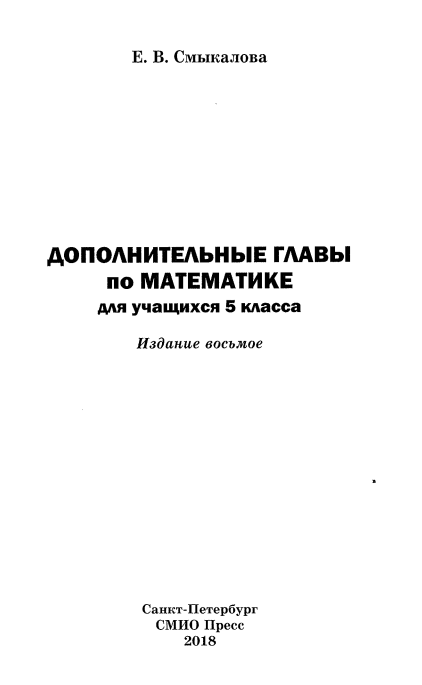 Е. В. Смыкалова
ДОПОЛНИТЕЛЬНЫЕ ГЛАВЫ
по МАТЕМАТИКЕ
для учащихся 5 класса
Издание восьмое
Санкт-Петербург
СМИО Пресс
2018